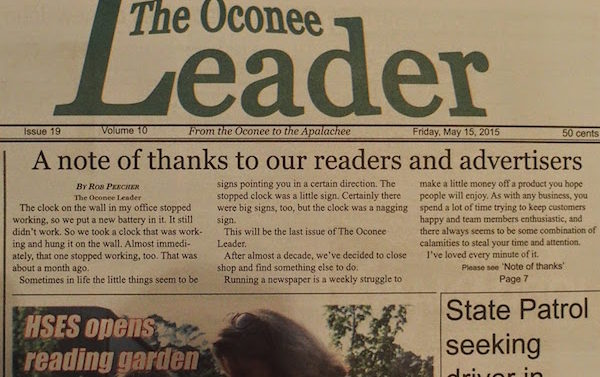 The Oconee
Leader
Issue 19 Volume 10 From the Oconee to the Apalachee Friday, May 15, 2015 50 cents
A note of thanks to our readers and advertisers
By Rob Peecher
The Oconee Leader
The clock on the wall in my office stopped
working, so we put a new battery in it. It still
didn't work. So we took a clock that was work-
ing and hung it on the wall. Almost immedi-
ately, that one stopped working, too. That was
about a month ago.
Sometimes in life the little things seem to be
signs pointing you in a certain direction. The
stopped clock was a little sign. Certainly there
were big signs, too, but the clock was a nagging
sign.
This will be the last issue of The Oconee
Leader.
After almost a decade, we've decided to close
shop and find something else to do.
Running a newspaper is a weekly struggle to
make a little money off a product you hope
people will enjoy. As with any business, you
spend a lot of time trying to keep customers
happy and team members enthusiastic, and
there always seems to be some combination of
calamities to steal your time and attention.
I've loved every minute of it.
Please see 'Note of thanks'
Page 7
HSES opens
reading garden
State Patrol
seeking
driver in